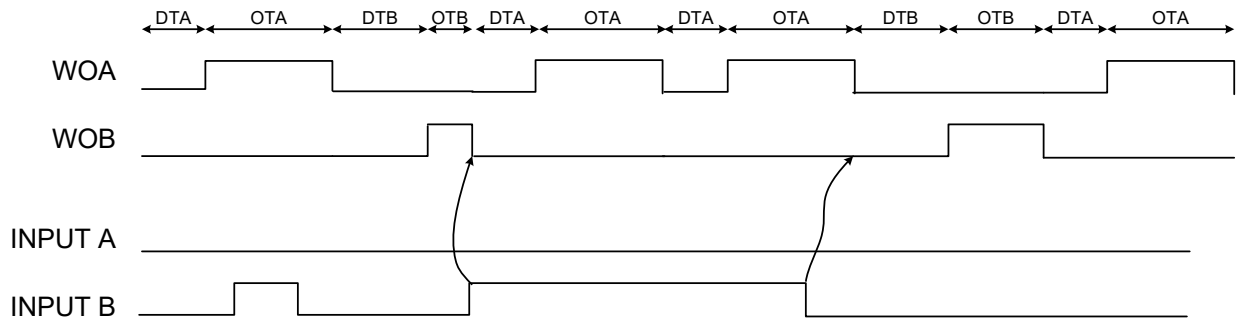 DTA OTA DTB OTB DTA OTA DTA OTA DTB OTB DTA OTA
WOA
WOB
INPUT A
INPUT B